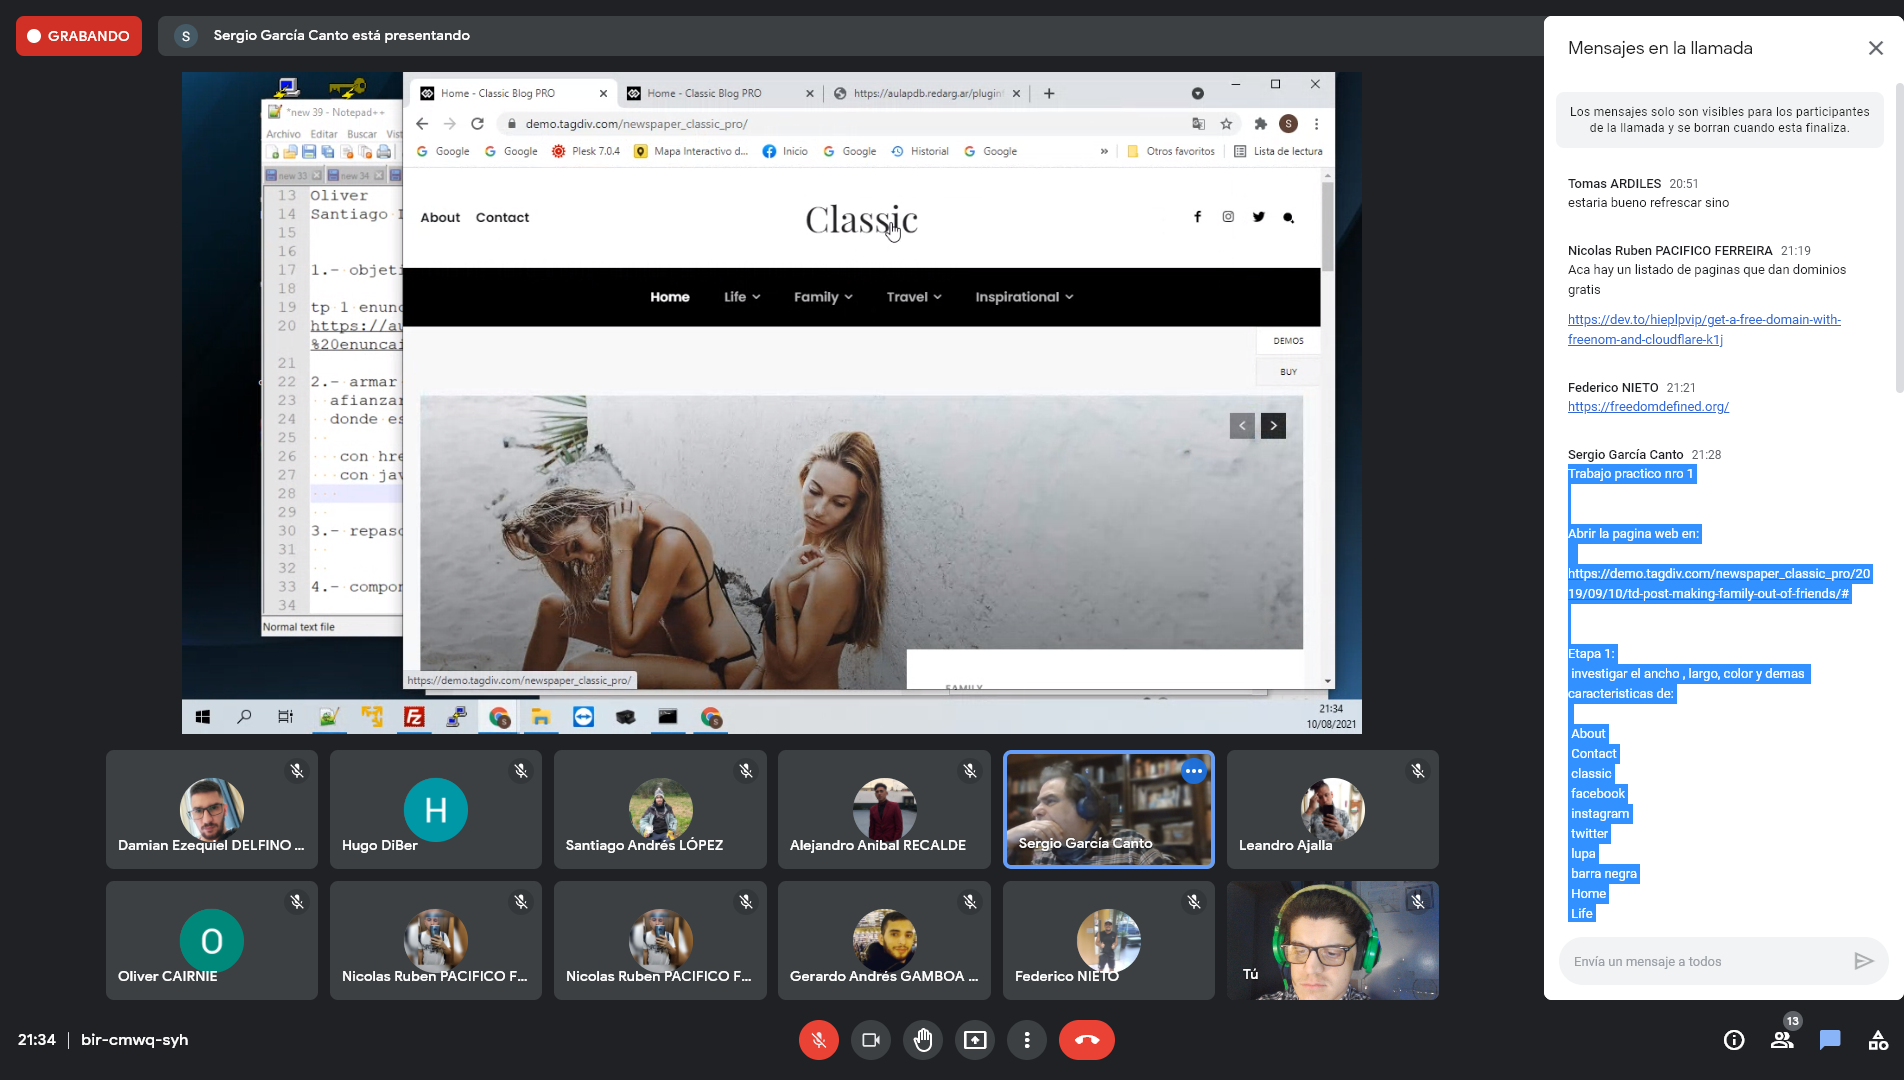 GRABANDO
S
Sergio García Canto está presentando
*new 39 - Notepad++
Archivo Editar Buscar Vist
new 33 new 34
13 Oliver
14 Santiago
15
16
17 1.- objeti
18
19 tp 1 enunc
20 https://au
%20enuncai
21
22 2.- armar
23 afianzar
24 donde es
25
26 con hre
27 con jav
28
29
30 3.- repaso
31
32
33 4.- compon
34
Normal text file
Home - Classic Blog PRO
Home - Classic Blog PRO
https://aulapdb.redarg.ar/plugin
demo.tagdiv.com/newspaper_classic_pro/
S
Google Google Plesk 7.0.4 Mapa Interactivo d... Inicio Google Historial Google » Otros favoritos Lista de lectura
About Contact
Classic
Home Life Family Travel Inspirational
DEMOS
BUY
FAMILY
https://demo.tagdiv.com/newspaper_classic_pro/
21:34
10/08/2021
Damian Ezequiel DELFINO ...
H
Hugo DiBer
Santiago Andrés LÓPEZ
Alejandro Anibal RECALDE
Sergio García Canto
Leandro Ajalla
O
Oliver CAIRNIE
Nicolas Ruben PACIFICO F...
Nicolas Ruben PACIFICO F...
Gerardo Andrés GAMBOA ...
Federico NIETO
Tú
21:34 | bir-cmwq-syh
13
Mensajes en la llamada
Los mensajes solo son visibles para los participantes
de la llamada y se borran cuando esta finaliza.
Tomas ARDILES 20:51
estaria bueno refrescar sino
Nicolas Ruben PACIFICO FERREIRA 21:19
Aca hay un listado de paginas que dan dominios
gratis
https://dev.to/hieplpvip/get-a-free-domain-with-
freenom-and-cloudflare-k1j
Federico NIETO 21:21
https://freedomdefined.org/
Sergio García Canto 21:28
Trabajo practico nro 1
Abrir la pagina web en:
https://demo.tagdiv.com/newspaper_classic_pro/20
19/09/10/td-post-making-family-out-of-friends/#
Etapa 1:
investigar el ancho , largo, color y demas
caracteristicas de:
About
Contact
classic
facebook
instagram
twitter
lupa
barra negra
Home
Life
Envía un mensaje a todos